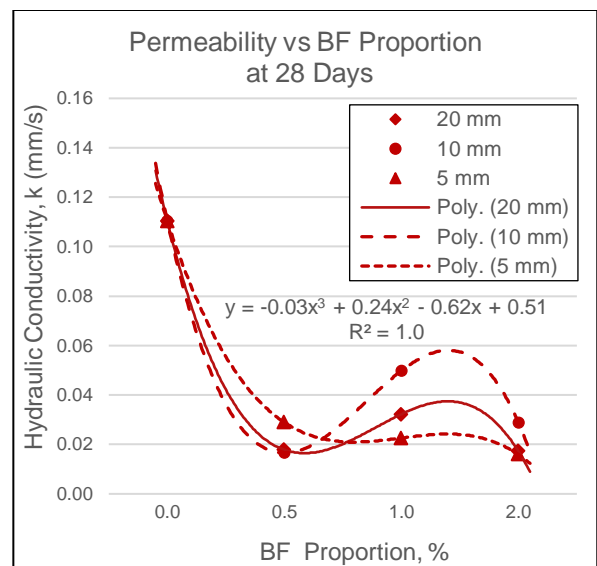 Permeability vs BF Proportion
at 28 Days
Hydraulic Conductivity, k (mm/s)
0.16
0.14
0.12
0.10
0.08
0.06
0.04
0.02
0.00
20 mm
10 mm
5 mm
Poly. (20 mm)
Poly. (10 mm)
Poly. (5 mm)
y = -0.03x³ + 0.24x² - 0.62x + 0.51
R² = 1.0
0.0 0.5 1.0 2.0
BF Proportion, %